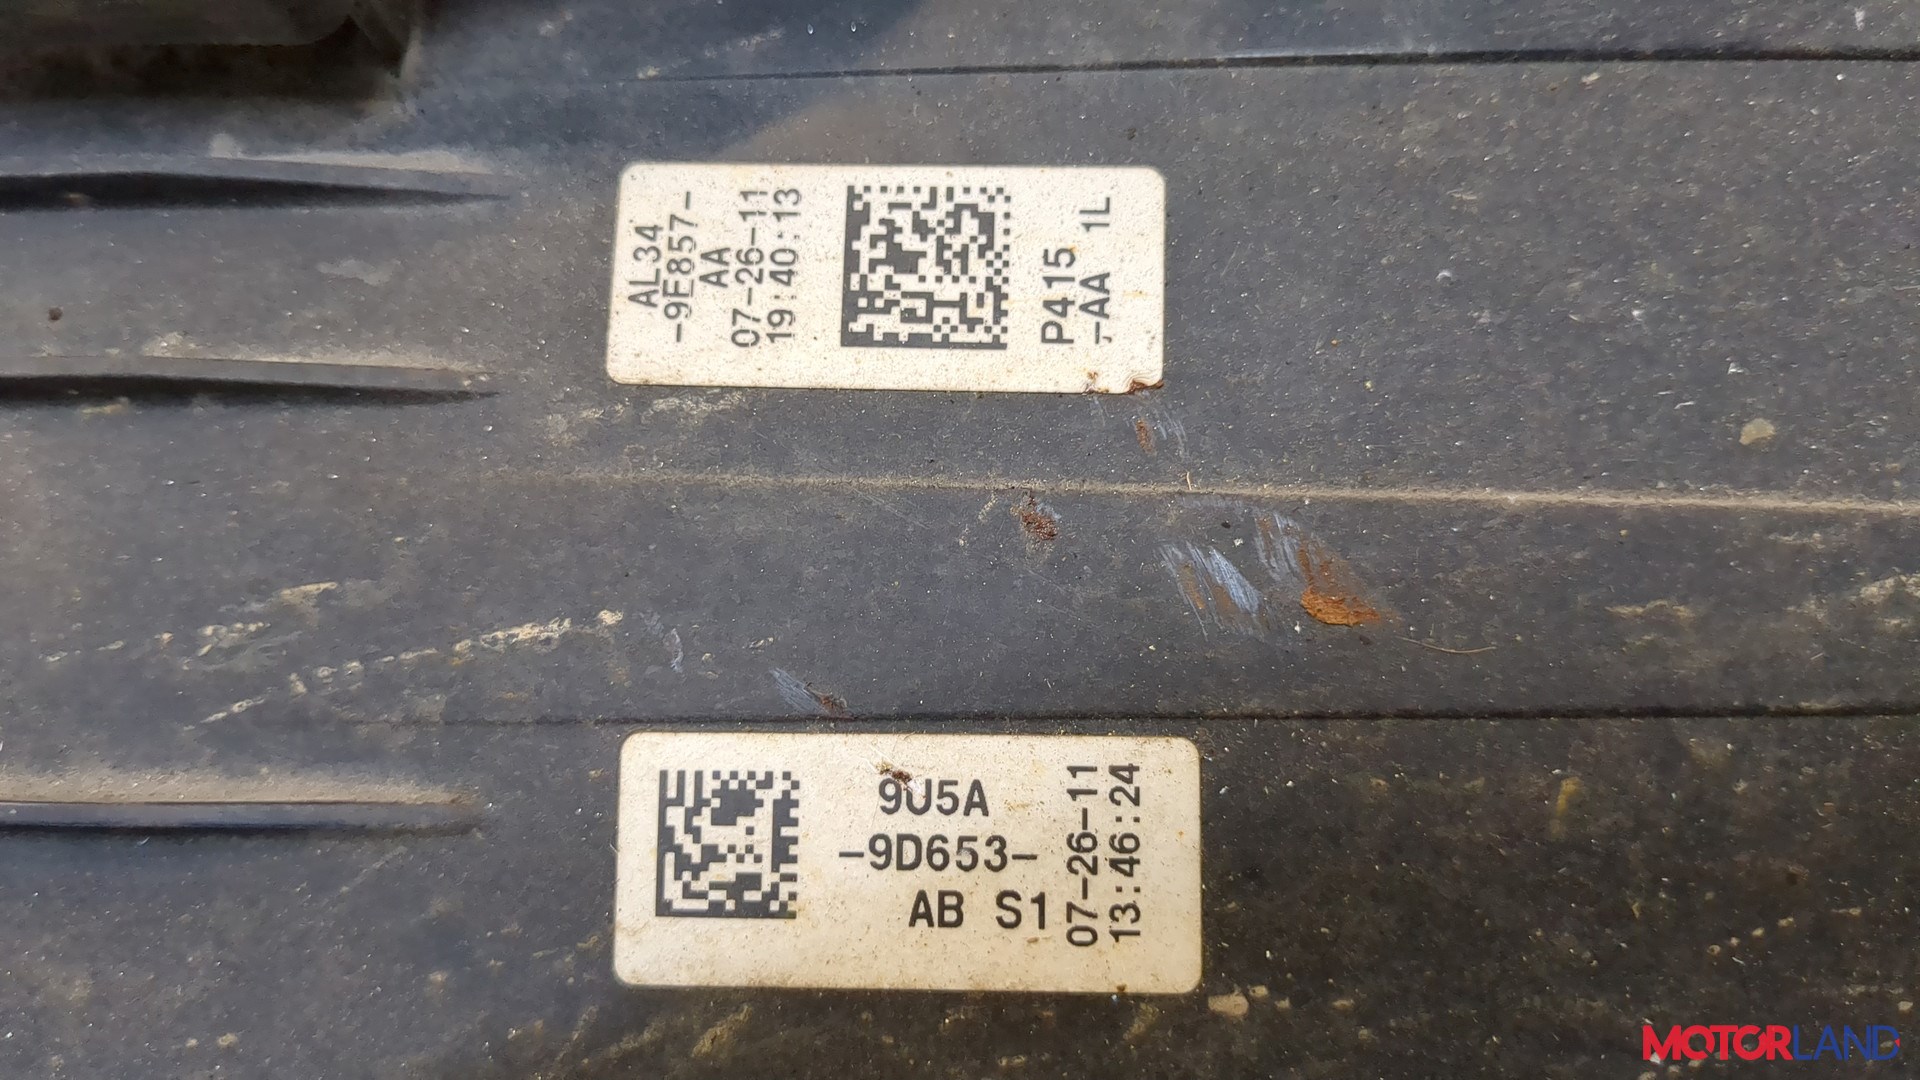 AL34
-9E857-
AA
07-26-11
19:40:13
P415 1L
-AA
9U5A
-9D653-
AB S1
07-26-11
13:46:24
MOTORLAND